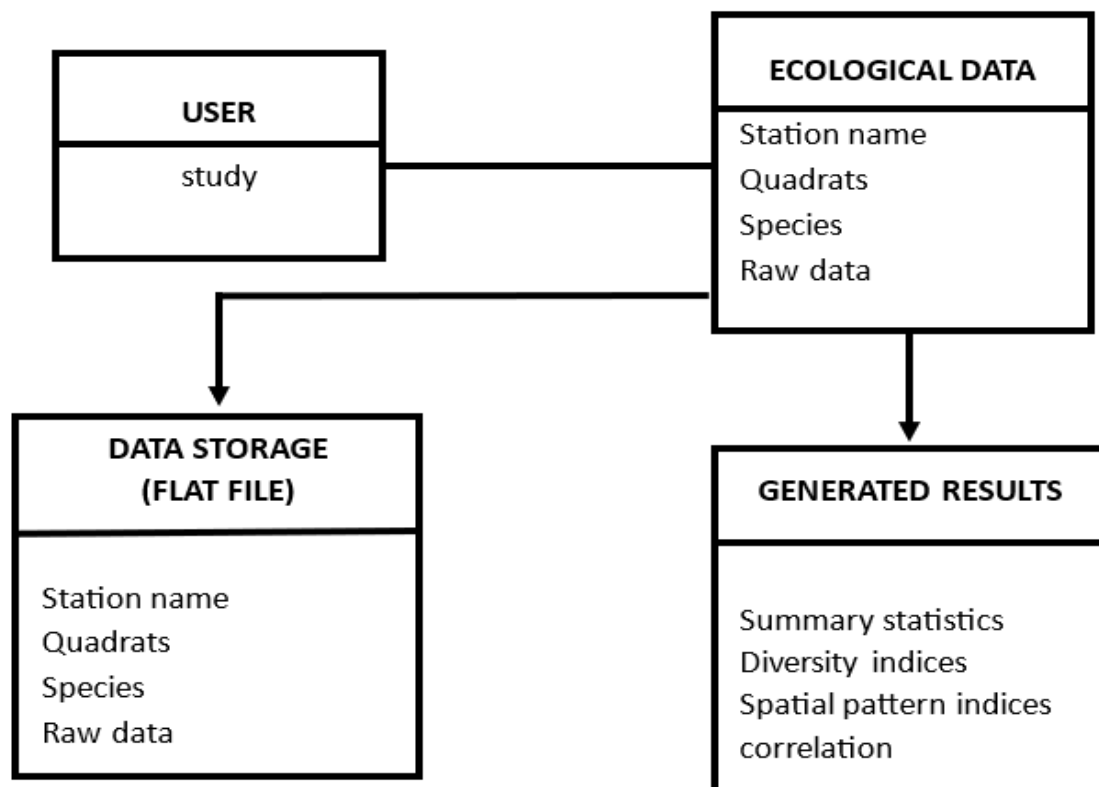 USER
study
ECOLOGICAL DATA
Station name
Quadrats
Species
Raw data
DATA STORAGE
(FLAT FILE)
Station name
Quadrats
Species
Raw data
GENERATED RESULTS
Summary statistics
Diversity indices
Spatial pattern indices
correlation